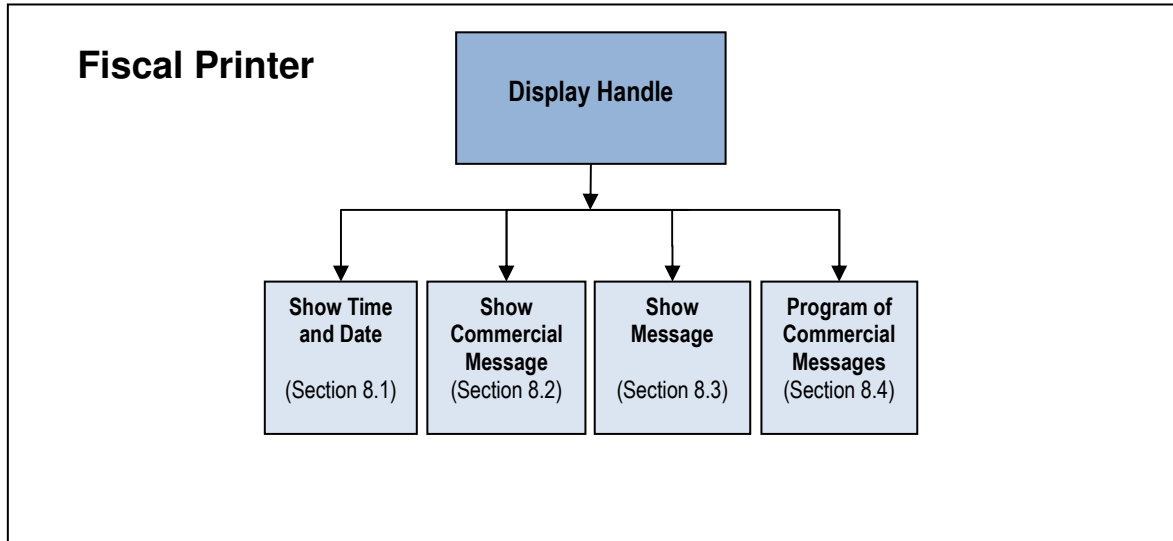 Fiscal Printer
Display Handle
Show Time
and Date
(Section 8.1)
Show
Commercial
Message
(Section 8.2)
Show
Message
(Section 8.3)
Program of
Commercial
Messages
(Section 8.4)